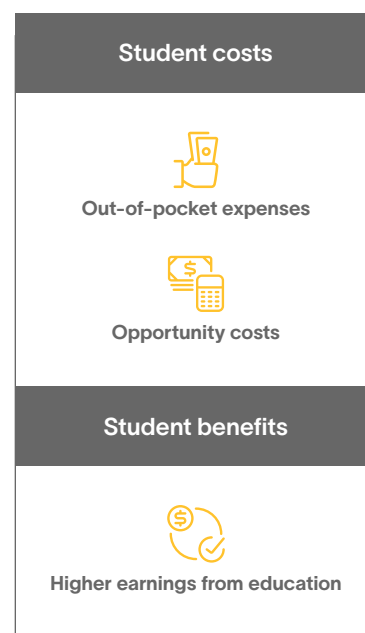 Student costs
Out-of-pocket expenses
$
Opportunity costs
Student benefits
$
Higher earnings from education